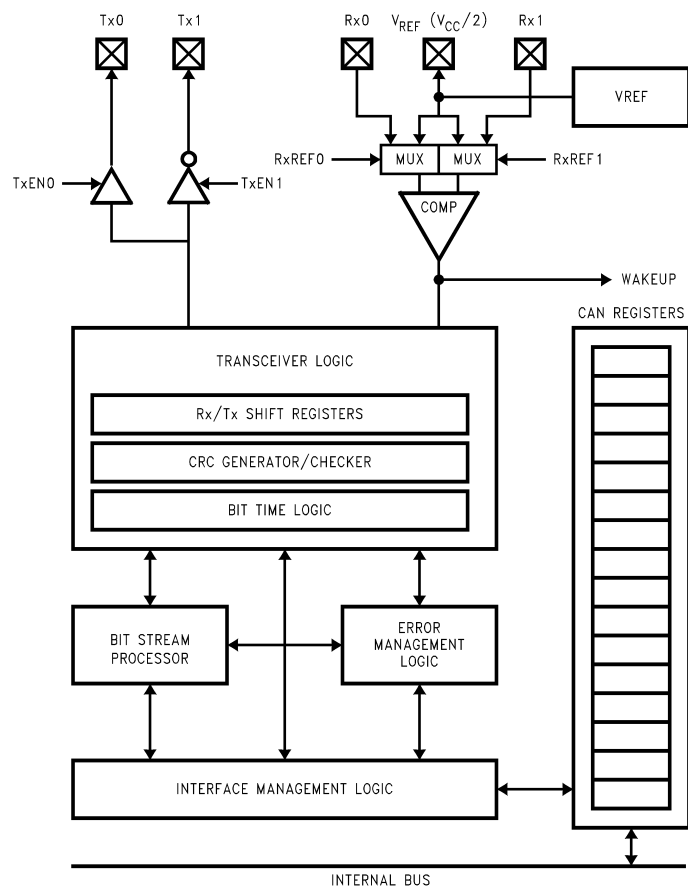 Tx0 Tx1 Rx0 VREF (VCC/2) Rx1
VREF
RxREF0 MUX MUX RxREF1
TxEN0 TxEN1
COMP
WAKEUP
CAN REGISTERS
TRANSCEIVER LOGIC
Rx/Tx SHIFT REGISTERS
CRC GENERATOR/CHECKER
BIT TIME LOGIC
BIT STREAM
PROCESSOR
ERROR
MANAGEMENT
LOGIC
INTERFACE MANAGEMENT LOGIC
INTERNAL BUS